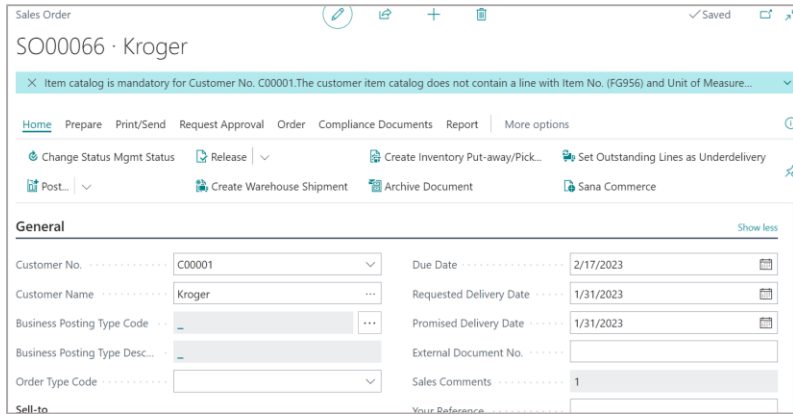 Sales Order
Saved
SO00066 · Kroger
Item catalog is mandatory for Customer No. C00001.The customer item catalog does not contain a line with Item No. (FG956) and Unit of Measure...
Home Prepare Print/Send Request Approval Order Compliance Documents Report More options
Change Status Mgmt Status Release Create Inventory Put-away/Pick... Set Outstanding Lines as Underdelivery
Post... Create Warehouse Shipment Archive Document Sana Commerce
General Show less
Customer No. C00001 Due Date 2/17/2023
Customer Name Kroger ... Requested Delivery Date 1/31/2023
Business Posting Type Code _ ... Promised Delivery Date 1/31/2023
Business Posting Type Desc... _ External Document No.
Order Type Code Sales Comments 1
Sell-to Your Reference